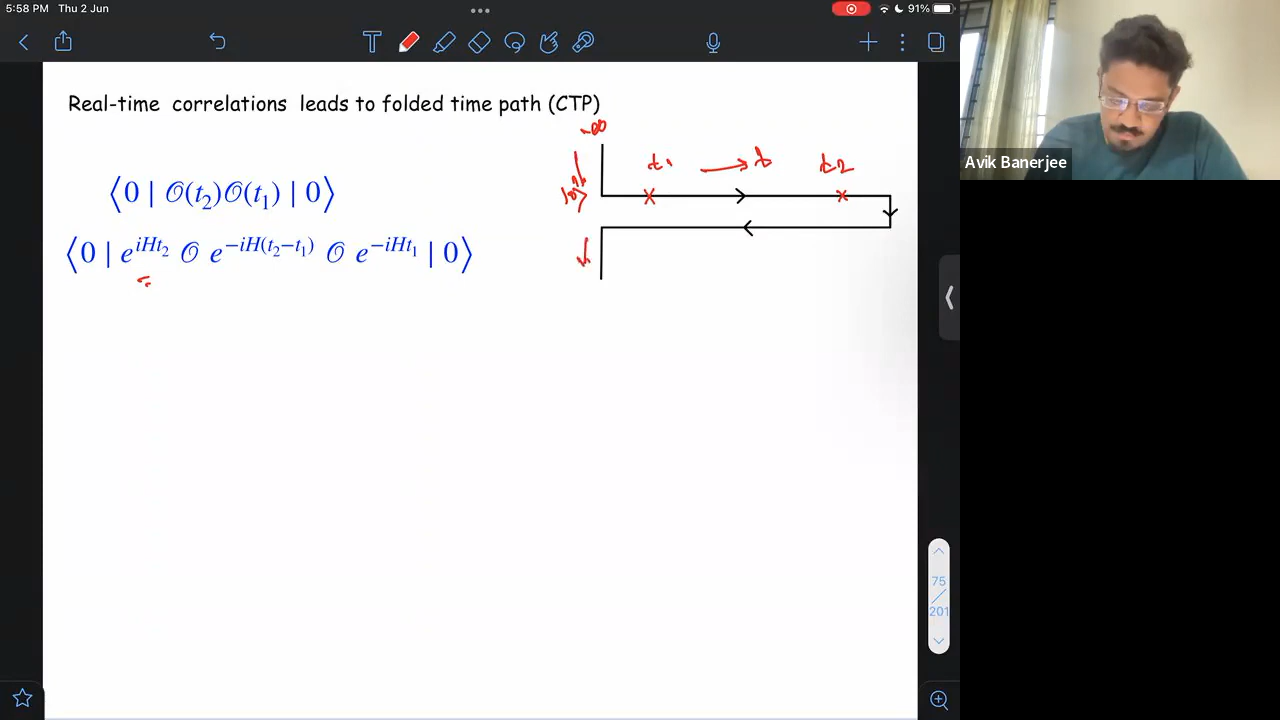 5:58 PM Thu 2 Jun
91%
Real-time correlations leads to folded time path (CTP)
-∞
t1 → t t2
⟨0 | 𝒪(t₂)𝒪(t₁) | 0⟩
|0⟩
⟨0 | e^{iHt₂} 𝒪 e^{−iH(t₂−t₁)} 𝒪 e^{−iHt₁} | 0⟩
Avik Banerjee
75
201